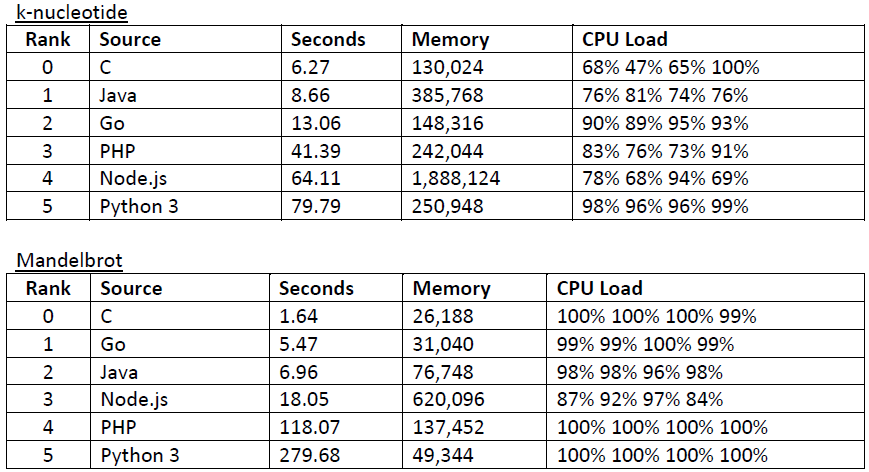 k-nucleotide
Rank Source Seconds Memory CPU Load
0 C 6.27 130,024 68% 47% 65% 100%
1 Java 8.66 385,768 76% 81% 74% 76%
2 Go 13.06 148,316 90% 89% 95% 93%
3 PHP 41.39 242,044 83% 76% 73% 91%
4 Node.js 64.11 1,888,124 78% 68% 94% 69%
5 Python 3 79.79 250,948 98% 96% 96% 99%
Mandelbrot
Rank Source Seconds Memory CPU Load
0 C 1.64 26,188 100% 100% 100% 99%
1 Go 5.47 31,040 99% 99% 100% 99%
2 Java 6.96 76,748 98% 98% 96% 98%
3 Node.js 18.05 620,096 87% 92% 97% 84%
4 PHP 118.07 137,452 100% 100% 100% 100%
5 Python 3 279.68 49,344 100% 100% 100% 100%